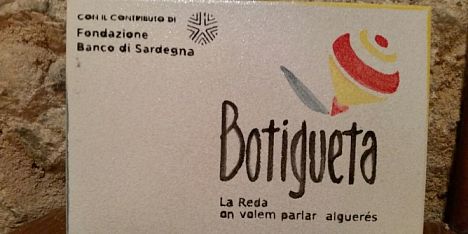 CON IL CONTRIBUTO DI
Fondazione
Banco di Sardegna
Botigueta
La Reda
on volem parlar alguerés